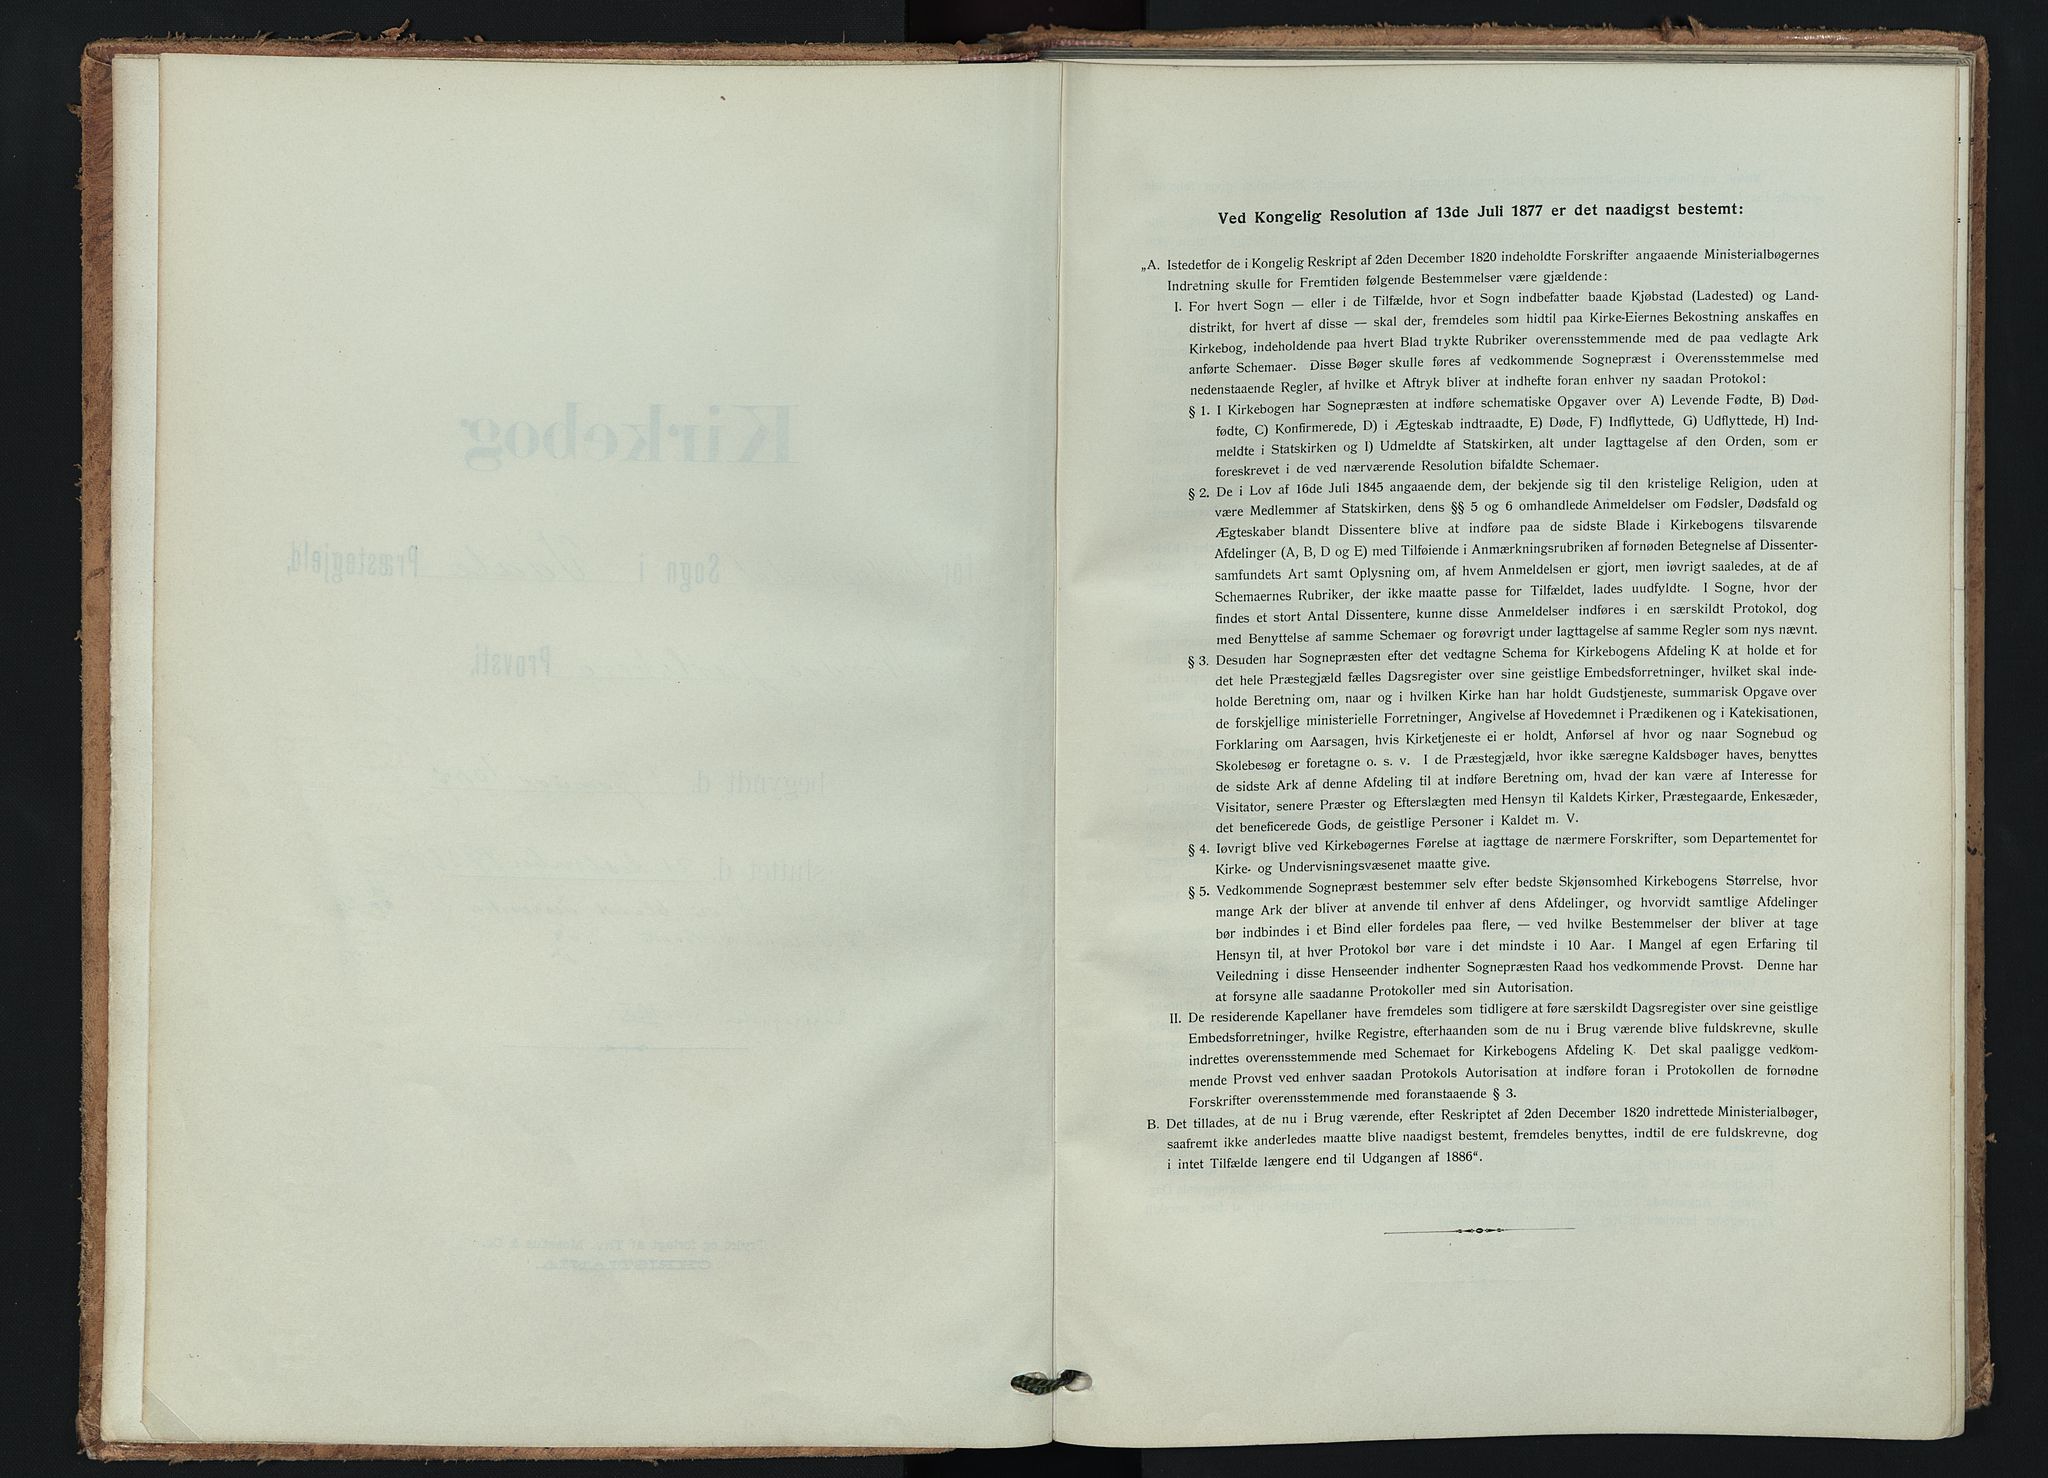 Ved Kongelig Resolution af 13de Juli 1877 er det naadigst bestemt:
„A. Istedetfor de i Kongelig Reskript af 2den December 1820 indeholdte Forskrifter angaaende Ministerialbøgernes
Indretning skulle for Fremtiden følgende Bestemmelser være gjældende:
I. For hvert Sogn — eller i de Tilfælde, hvor et Sogn indbefatter baade Kjøbstad (Ladested) og Land-
distrikt, for hvert af disse — skal der, fremdeles som hidtil paa Kirke-Eiernes Bekostning anskaffes en
Kirkebog, indeholdende paa hvert Blad trykte Rubriker overensstemmende med de paa vedlagte Ark
anførte Schemaer. Disse Bøger skulle føres af vedkommende Sognepræst i Overensstemmelse med
nedenstaaende Regler, af hvilke et Aftryk bliver at indhefte foran enhver ny saadan Protokol:
§ 1. I Kirkebogen har Sognepræsten at indføre schematiske Opgaver over A) Levende Fødte, B) Død-
fødte, C) Konfirmerede, D) i Ægteskab indtraadte, E) Døde, F) Indflyttede, G) Udflyttede, H) Ind-
meldte i Statskirken og I) Udmeldte af Statskirken, alt under Iagttagelse af den Orden, som er
foreskrevet i de ved nærværende Resolution bifaldte Schemaer.
§ 2. De i Lov af 16de Juli 1845 angaaende dem, der bekjende sig til den kristelige Religion, uden at
være Medlemmer af Statskirken, dens §§ 5 og 6 omhandlede Anmeldelser om Fødsler, Dødsfald og
Ægteskaber blandt Dissentere blive at indføre paa de sidste Blade i Kirkebogens tilsvarende
Afdelinger (A, B, D og E) med Tilføiende i Anmærkningsrubriken af fornøden Betegnelse af Dissenter-
samfundets Art samt Oplysning om, af hvem Anmeldelsen er gjort, men iøvrigt saaledes, at de af
Schemaernes Rubriker, der ikke maatte passe for Tilfældet, lades uudfyldte. I Sogne, hvor der
findes et stort Antal Dissentere, kunne disse Anmeldelser indføres i en særskildt Protokol, dog
med Benyttelse af samme Schemaer og forøvrigt under Iagttagelse af samme Regler som nys nævnt.
§ 3. Desuden har Sognepræsten efter det vedtagne Schema for Kirkebogens Afdeling K at holde et for
det hele Præstegjæld fælles Dagsregister over sine geistlige Embedsforretninger, hvilket skal inde-
holde Beretning om, naar og i hvilken Kirke han har holdt Gudstjeneste, summarisk Opgave over
de forskjellige ministerielle Forretninger, Angivelse af Hovedemnet i Prædikenen og i Katekisationen,
Forklaring om Aarsagen, hvis Kirketjeneste ei er holdt, Anførsel af hvor og naar Sognebud og
Skolebesøg er foretagne o. s. v. I de Præstegjæld, hvor ikke særegne Kaldsbøger haves, benyttes
de sidste Ark af denne Afdeling til at indføre Beretning om, hvad der kan være af Interesse for
Visitator, senere Præster og Efterslægten med Hensyn til Kaldets Kirker, Præstegaarde, Enkesæder,
det beneficerede Gods, de geistlige Personer i Kaldet m. V.
§ 4. Iøvrigt blive ved Kirkebøgernes Førelse at iagttage de nærmere Forskrifter, som Departementet for
Kirke- og Undervisningsvæsenet maatte give.
§ 5. Vedkommende Sognepræst bestemmer selv efter bedste Skjønsomhed Kirkebogens Størrelse, hvor
mange Ark der bliver at anvende til enhver af dens Afdelinger, og hvorvidt samtlige Afdelinger
bør indbindes i et Bind eller fordeles paa flere, — ved hvilke Bestemmelser der bliver at tage
Hensyn til, at hver Protokol bør vare i det mindste i 10 Aar. I Mangel af egen Erfaring til
Veiledning i disse Henseender indhenter Sognepræsten Raad hos vedkommende Provst. Denne har
at forsyne alle saadanne Protokoller med sin Autorisation.
II. De residerende Kapellaner have fremdeles som tidligere at føre særskildt Dagsregister over sine geistlige
Embedsforretninger, hvilke Registre, efterhaanden som de nu i Brug værende blive fuldskrevne, skulle
indrettes overensstemmende med Schemaet for Kirkebogens Afdeling K. Det skal paaligge vedkom-
mende Provst ved enhver saadan Protokols Autorisation at indføre foran i Protokollen de fornødne
Forskrifter overensstemmende med foranstaaende § 3.
B. Det tillades, at de nu i Brug værende, efter Reskriptet af 2den December 1820 indrettede Ministerialbøger,
saafremt ikke anderledes maatte blive naadigst bestemt, fremdeles benyttes, indtil de ere fuldskrevne, dog
i intet Tilfælde længere end til Udgangen af 1886“.